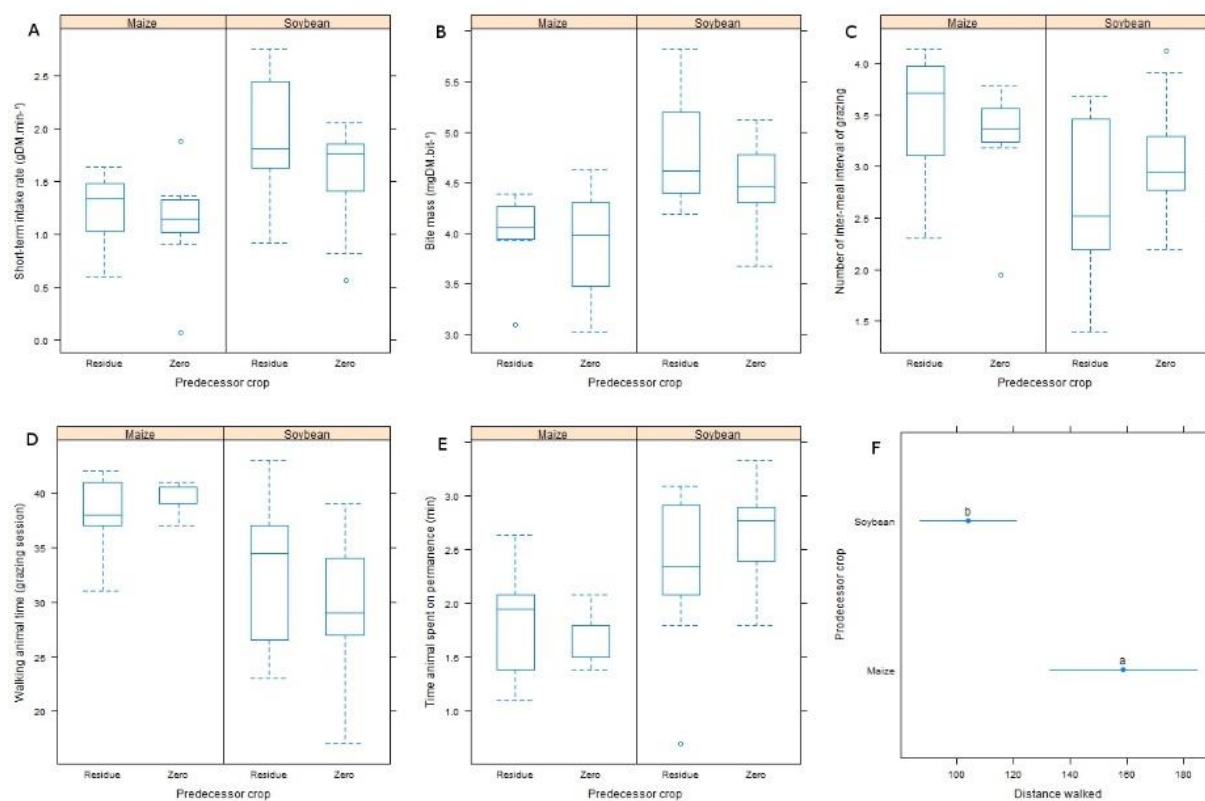 A
Maize Soybean
Short-term intake rate (gDM.min-¹)
2.5
2.0
1.5
1.0
0.5
0.0
Residue Zero Residue Zero
Predecessor crop
B
Maize Soybean
Bite mass (mgDM.bit-¹)
5.5
5.0
4.5
4.0
3.5
3.0
Residue Zero Residue Zero
Predecessor crop
C
Maize Soybean
Number of inter-meal interval of grazing
4.0
3.5
3.0
2.5
2.0
1.5
Residue Zero Residue Zero
Predecessor crop
D
Maize Soybean
Walking animal time (grazing session)
40
35
30
25
20
Residue Zero Residue Zero
Predecessor crop
E
Maize Soybean
Time animal spent on permanence (min)
3.0
2.5
2.0
1.5
1.0
Residue Zero Residue Zero
Predecessor crop
F
Prodecessor crop
Soybean
b
Maize
a
100 120 140 160 180
Distance walked